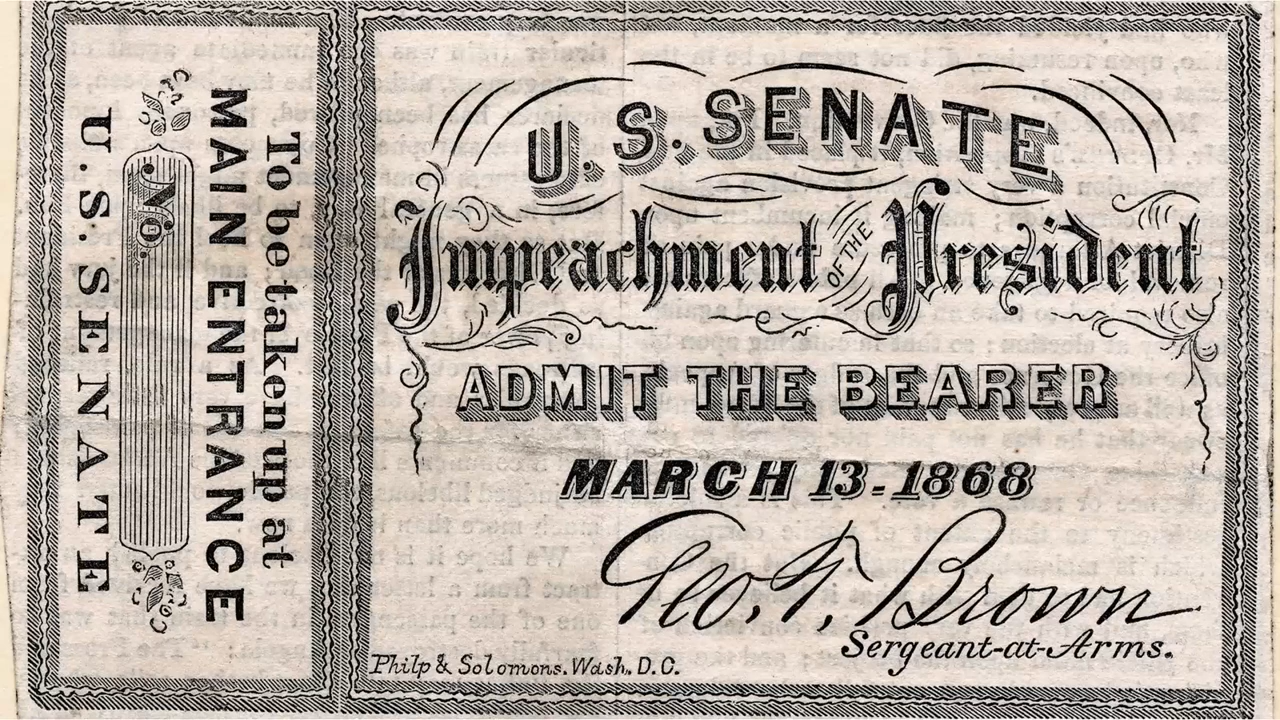 To be taken up at
MAIN ENTRANCE
No.
U.S. SENATE
U.S. SENATE
Impeachment OF THE President
ADMIT THE BEARER
MARCH 13-1868
Geo. T. Brown
Sergeant-at-Arms.
Philp & Solomons. Wash. D.C.